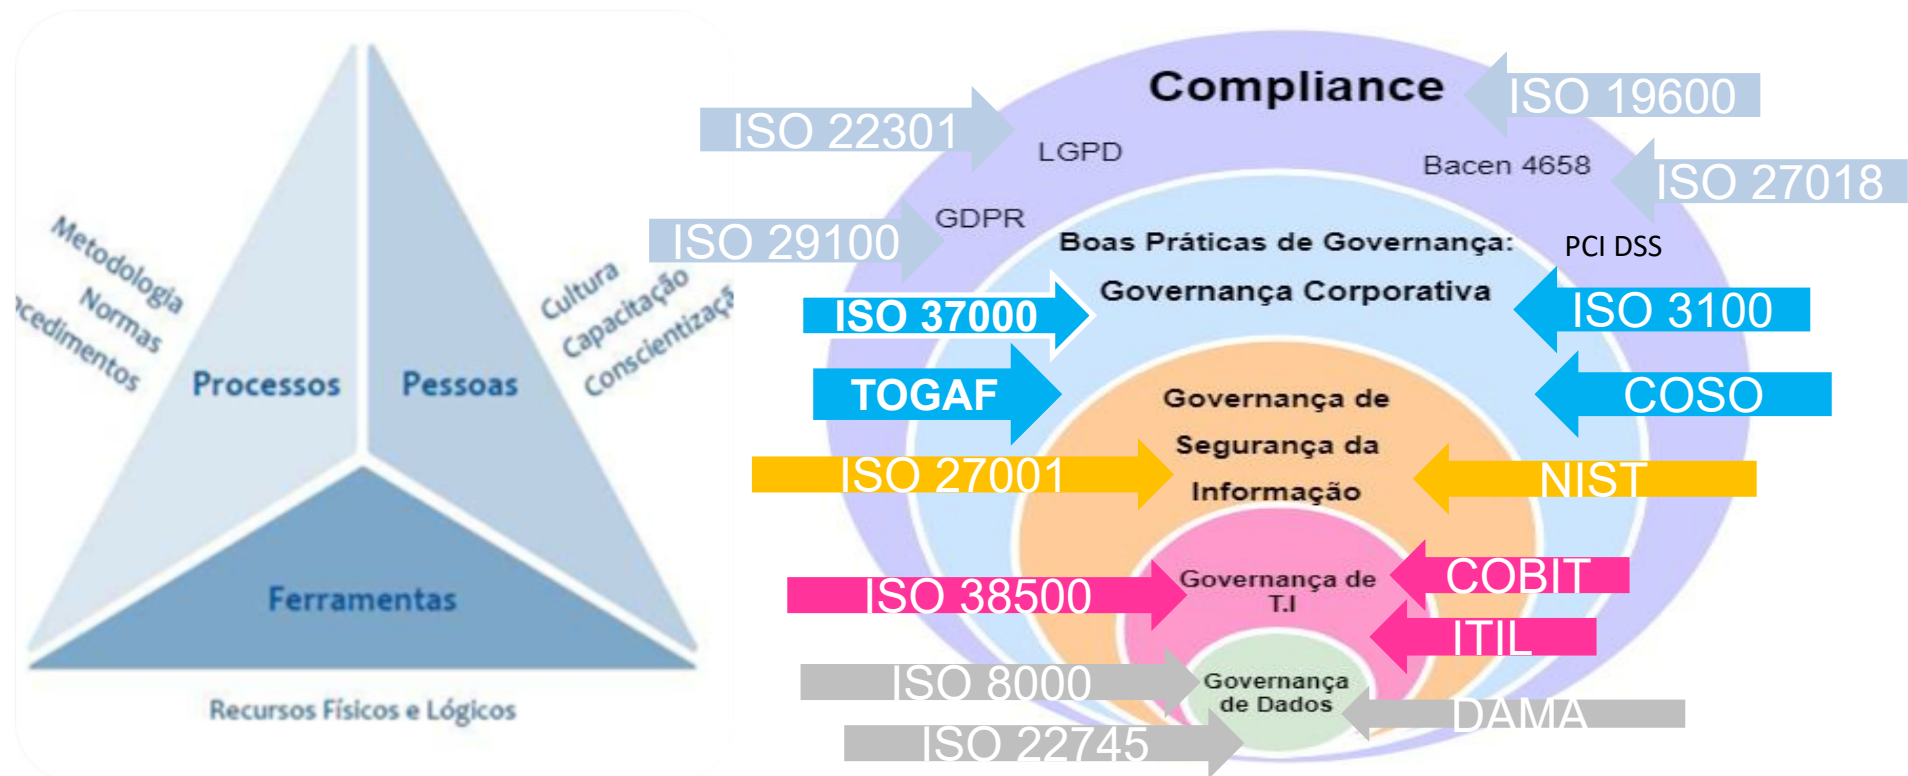 Metodologia
Normas
ocedimentos
Cultura
Capacitação
Processos
Pessoas
Ferramentas
Recursos Físicos e Lógicos
Compliance
ISO 19600
ISO 22301
LGPD
Bacen 4658
ISO 27018
GDPR
ISO 29100
Boas Práticas de Governança:
PCI DSS
Governança Corporativa
ISO 37000
ISO 3100
TOGAF
COSO
Governança de
Segurança da
Informação
ISO 27001
NIST
Governança de
T.I
COBIT
ISO 38500
ITIL
ISO 8000
Governança
de Dados
DAMA
ISO 22745